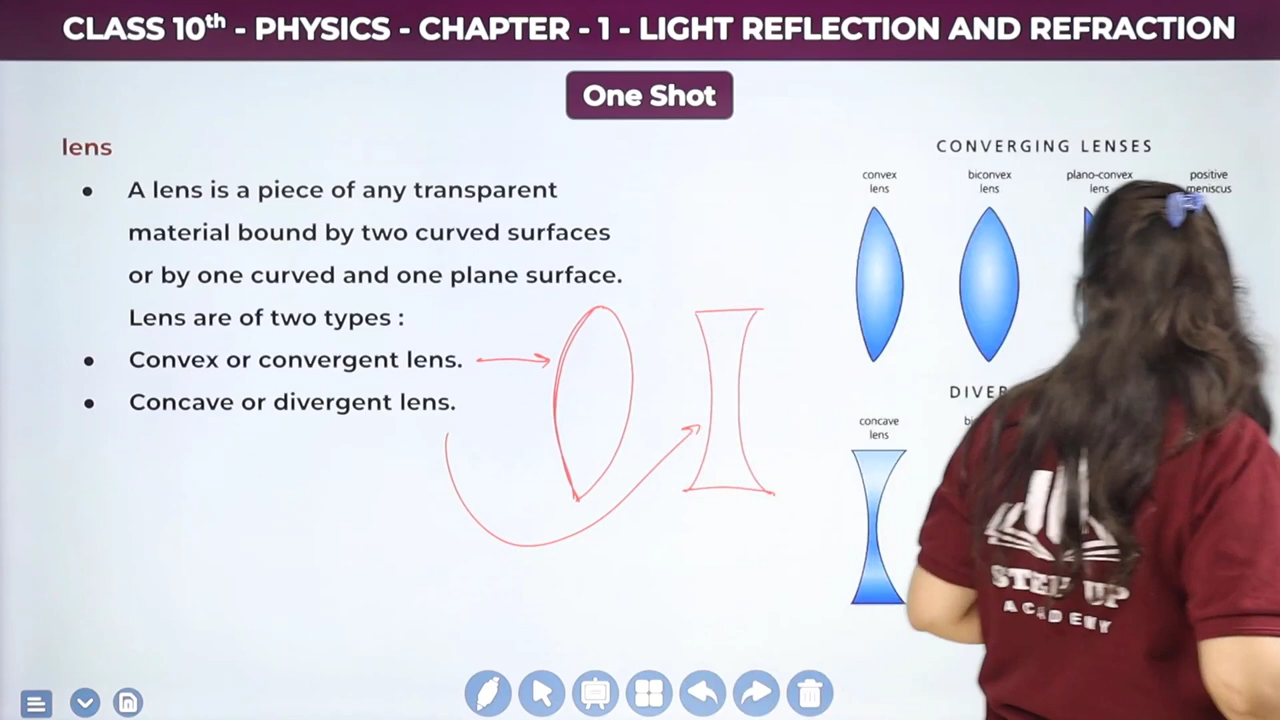 CLASS 10th - PHYSICS - CHAPTER - 1 - LIGHT REFLECTION AND REFRACTION
One Shot
lens
• A lens is a piece of any transparent
material bound by two curved surfaces
or by one curved and one plane surface.
Lens are of two types :
• Convex or convergent lens.
• Concave or divergent lens.
CONVERGING LENSES
convex
lens
biconvex
lens
plano-convex
lens
positive
meniscus
concave
lens
STEP UP
ACADEMY